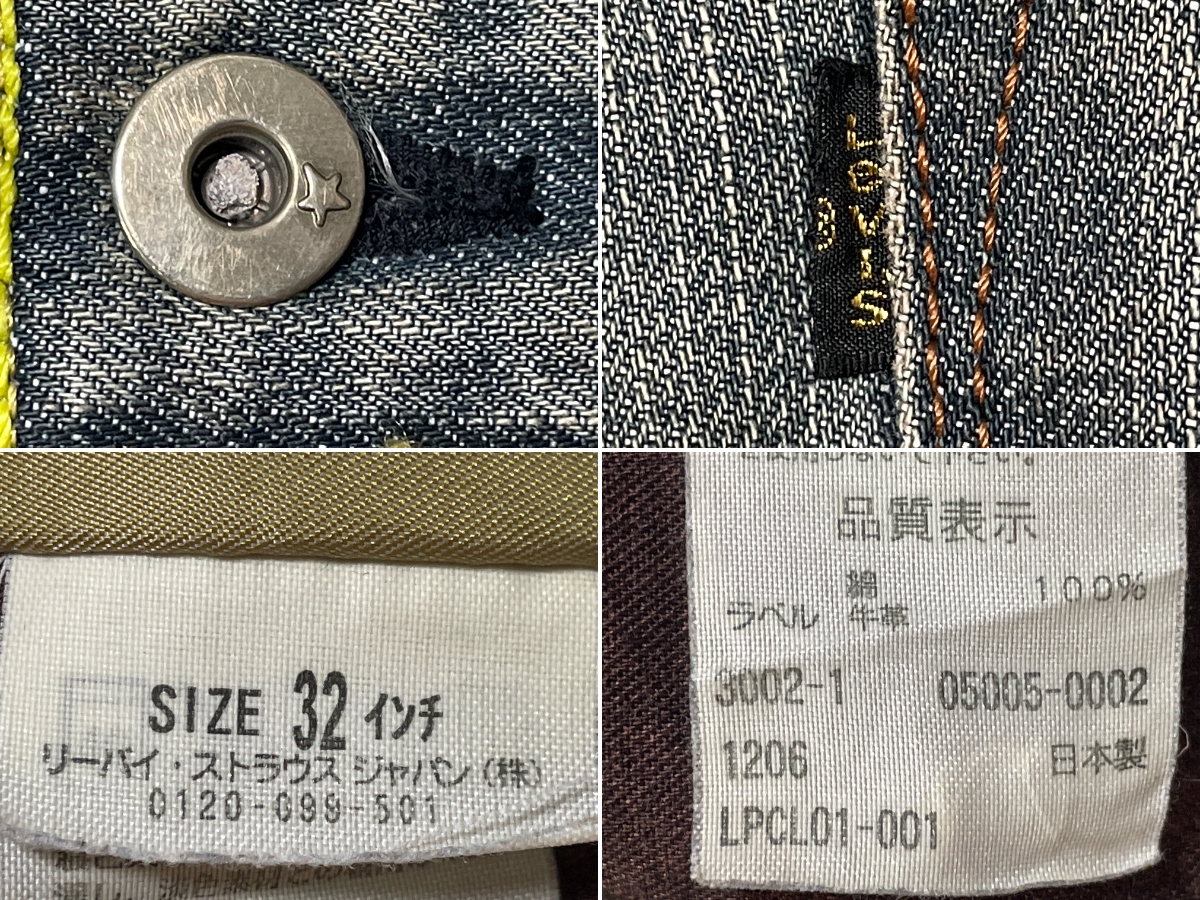 LEVI'S
®
SIZE 32 インチ
リーバイ・ストラウス ジャパン(株)
0120-099-501
品質表示
綿 100%
ラベル 牛革
3002-1 05005-0002
1206 日本製
LPCL01-001